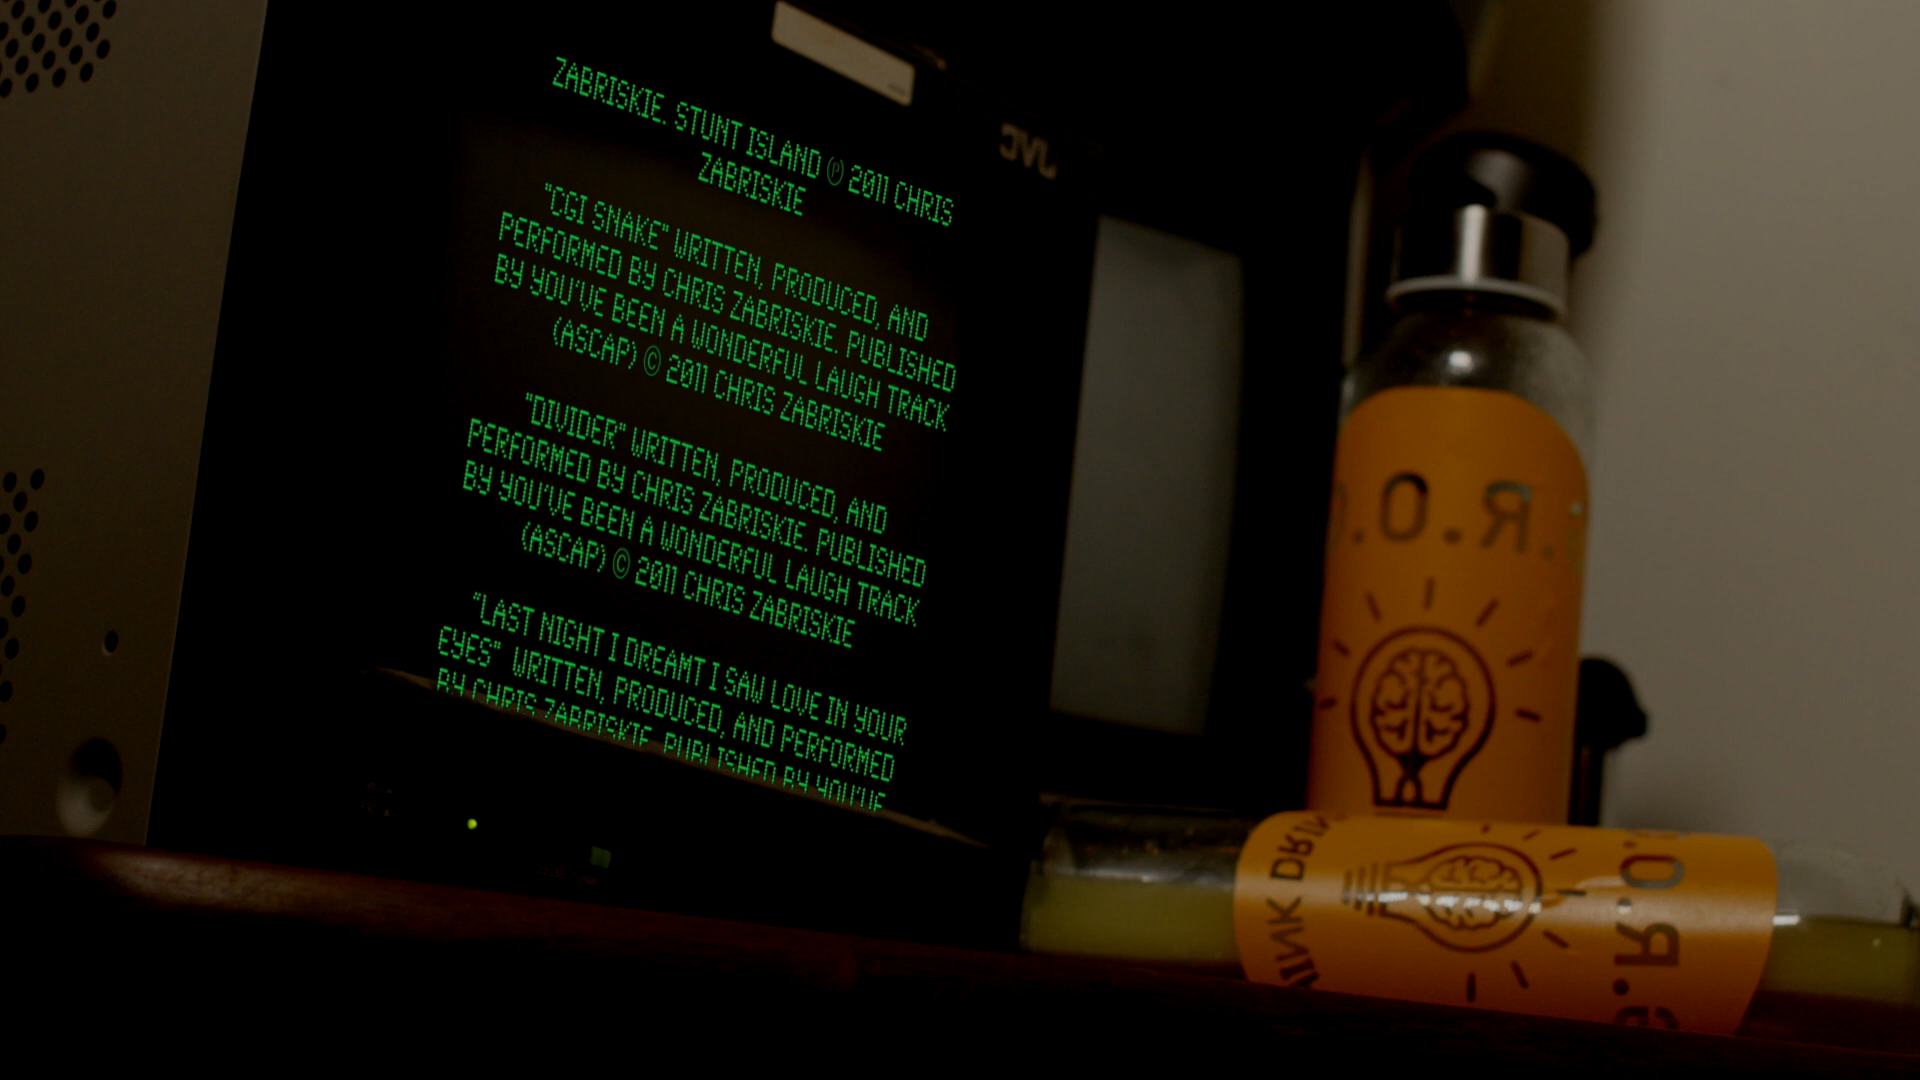 ZABRISKIE. STUNT ISLAND ℗ 2011 CHRIS
ZABRISKIE
"CGI SNAKE" WRITTEN, PRODUCED, AND
PERFORMED BY CHRIS ZABRISKIE. PUBLISHED
BY YOU'VE BEEN A WONDERFUL LAUGH TRACK
(ASCAP) © 2011 CHRIS ZABRISKIE
"DIVIDER" WRITTEN, PRODUCED, AND
PERFORMED BY CHRIS ZABRISKIE. PUBLISHED
BY YOU'VE BEEN A WONDERFUL LAUGH TRACK
(ASCAP) © 2011 CHRIS ZABRISKIE
"LAST NIGHT I DREAMT I SAW LOVE IN YOUR
EYES" WRITTEN, PRODUCED, AND PERFORMED
BY CHRIS ZABRISKIE. PUBLISHED BY YOU'VE
JVC
.R.O.